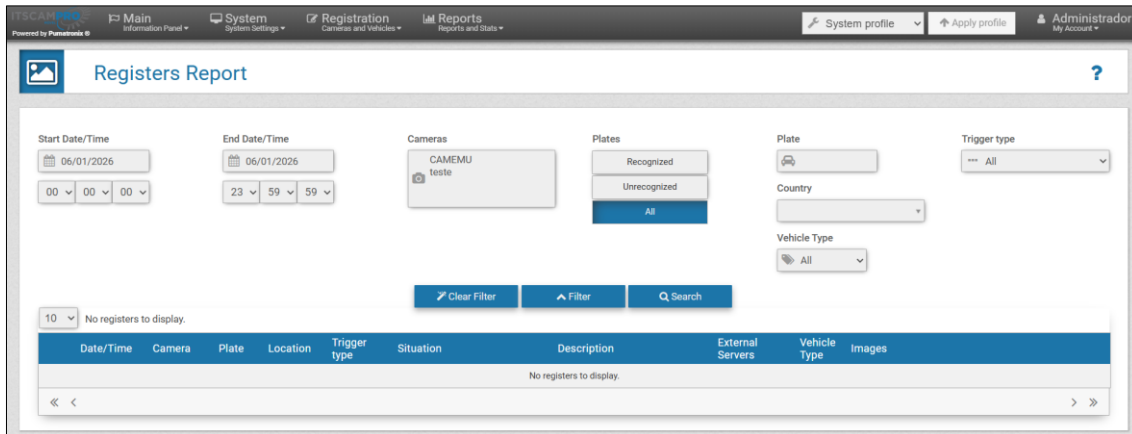 ITSCAMPRO
Powered by Pumatronix ®
Main
Information Panel
System
System Settings
Registration
Cameras and Vehicles
Reports
Reports and Stats
System profile
Apply profile
Administrador
My Account
Registers Report
?
Start Date/Time
End Date/Time
Cameras
Plates
Plate
Trigger type
06/01/2026
06/01/2026
CAMEMU
teste
Recognized
Unrecognized
All
All
00 00 00
23 59 59
Country
Vehicle Type
All
Clear Filter
Filter
Search
10 No registers to display.
Date/Time Camera Plate Location Trigger type Situation Description External Servers Vehicle Type Images
No registers to display.
« <
> »